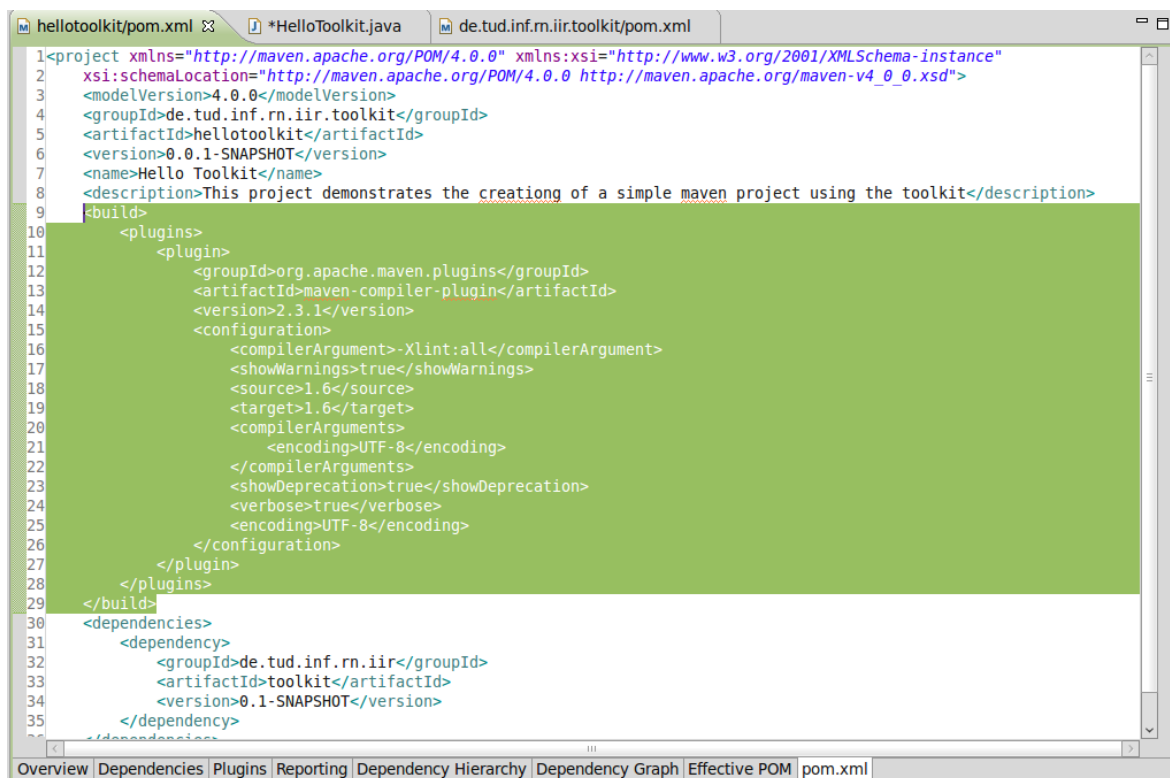 hellotoolkit/pom.xml *HelloToolkit.java de.tud.inf.rn.iir.toolkit/pom.xml
1 <project xmlns="http://maven.apache.org/POM/4.0.0" xmlns:xsi="http://www.w3.org/2001/XMLSchema-instance"
2 xsi:schemaLocation="http://maven.apache.org/POM/4.0.0 http://maven.apache.org/maven-v4_0_0.xsd">
3 <modelVersion>4.0.0</modelVersion>
4 <groupId>de.tud.inf.rn.iir.toolkit</groupId>
5 <artifactId>hellotoolkit</artifactId>
6 <version>0.0.1-SNAPSHOT</version>
7 <name>Hello Toolkit</name>
8 <description>This project demonstrates the creationg of a simple maven project using the toolkit</description>
9 <build>
10 <plugins>
11 <plugin>
12 <groupId>org.apache.maven.plugins</groupId>
13 <artifactId>maven-compiler-plugin</artifactId>
14 <version>2.3.1</version>
15 <configuration>
16 <compilerArgument>-Xlint:all</compilerArgument>
17 <showWarnings>true</showWarnings>
18 <source>1.6</source>
19 <target>1.6</target>
20 <compilerArguments>
21 <encoding>UTF-8</encoding>
22 </compilerArguments>
23 <showDeprecation>true</showDeprecation>
24 <verbose>true</verbose>
25 <encoding>UTF-8</encoding>
26 </configuration>
27 </plugin>
28 </plugins>
29 </build>
30 <dependencies>
31 <dependency>
32 <groupId>de.tud.inf.rn.iir</groupId>
33 <artifactId>toolkit</artifactId>
34 <version>0.1-SNAPSHOT</version>
35 </dependency>
36 </dependencies>
Overview Dependencies Plugins Reporting Dependency Hierarchy Dependency Graph Effective POM pom.xml